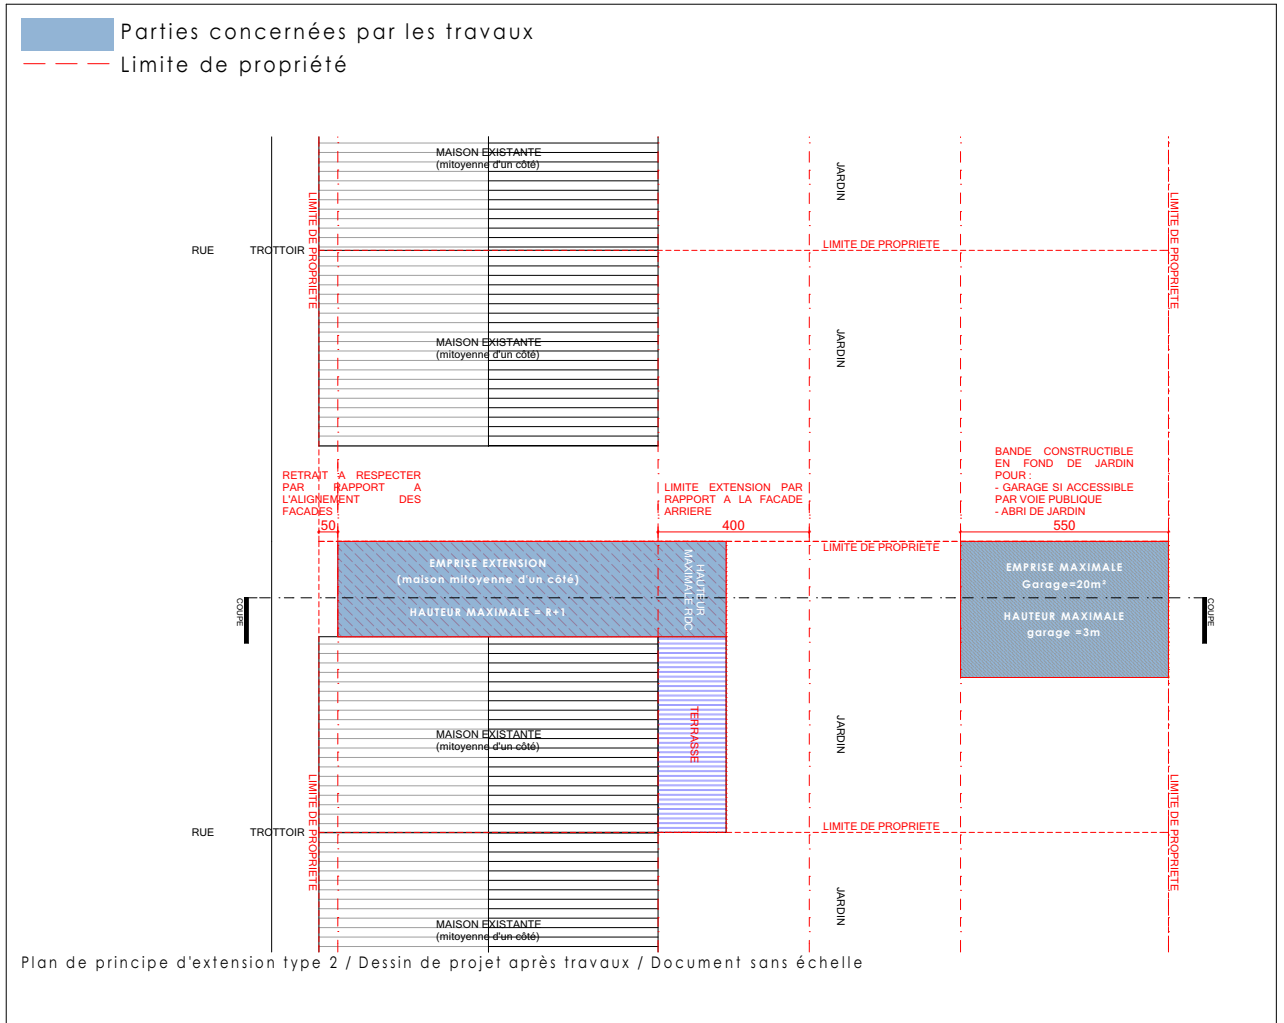 Parties concernées par les travaux
Limite de propriété
MAISON EXISTANTE
(mitoyenne d'un côté)
JARDIN
LIMITE DE PROPRIETE
LIMITE DE PROPRIETE
RUE
TROTTOIR
LIMITE DE PROPRIETE
MAISON EXISTANTE
(mitoyenne d'un côté)
JARDIN
RETRAIT A RESPECTER
PAR RAPPORT A
L'ALIGNEMENT DES
FACADES
50
LIMITE EXTENSION PAR
RAPPORT A LA FACADE
ARRIERE
400
BANDE CONSTRUCTIBLE
EN FOND DE JARDIN
POUR :
- GARAGE SI ACCESSIBLE
PAR VOIE PUBLIQUE
- ABRI DE JARDIN
550
LIMITE DE PROPRIETE
EMPRISE EXTENSION
(maison mitoyenne d'un côté)
HAUTEUR MAXIMALE = R+1
HAUTEUR
MAXIMALE RDC
EMPRISE MAXIMALE
Garage=20m²
HAUTEUR MAXIMALE
garage =3m
COUPE
COUPE
TERRASSE
MAISON EXISTANTE
(mitoyenne d'un côté)
JARDIN
LIMITE DE PROPRIETE
LIMITE DE PROPRIETE
RUE
TROTTOIR
LIMITE DE PROPRIETE
JARDIN
MAISON EXISTANTE
(mitoyenne d'un côté)
Plan de principe d'extension type 2 / Dessin de projet après travaux / Document sans échelle